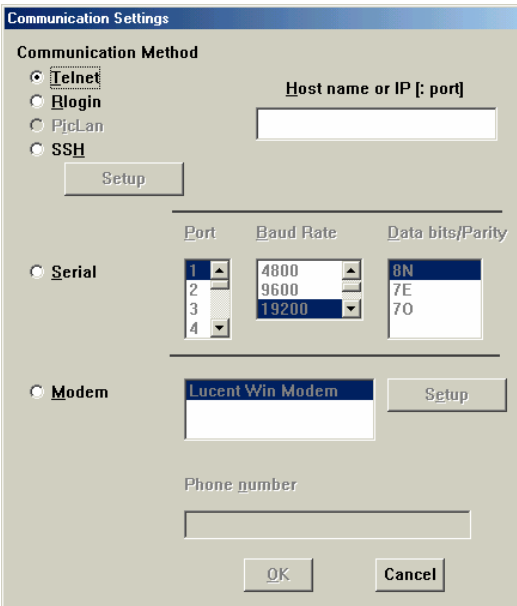 Communication Settings
Communication Method
Telnet
Rlogin
PicLan
SSH
Setup
Host name or IP [: port]
Port
Baud Rate
Data bits/Parity
Serial
1
2
3
4
4800
9600
19200
8N
7E
7O
Modem
Lucent Win Modem
Setup
Phone number
OK
Cancel